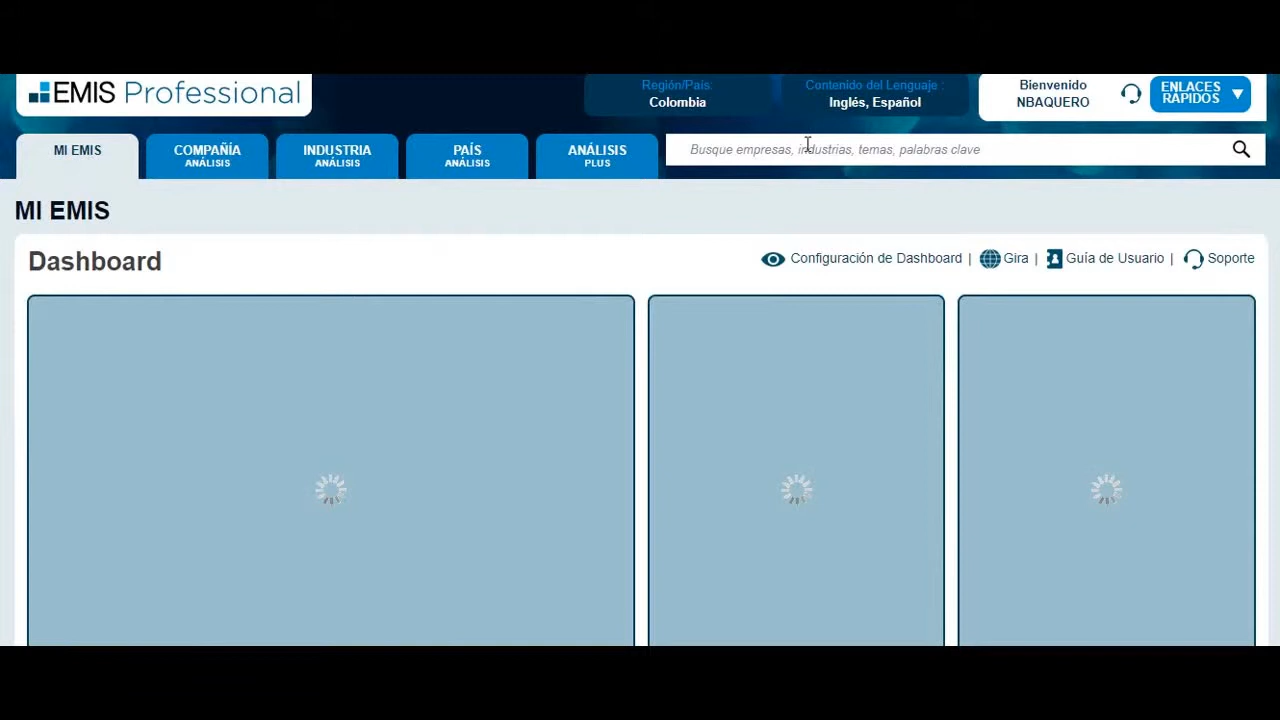 EMIS Professional
Región/País:
Colombia
Contenido del Lenguaje :
Inglés, Español
Bienvenido
NBAQUERO
ENLACES
RÁPIDOS
MI EMIS
COMPAÑÍA
ANÁLISIS
INDUSTRIA
ANÁLISIS
PAÍS
ANÁLISIS
ANÁLISIS
PLUS
Busque empresas, industrias, temas, palabras clave
MI EMIS
Dashboard
Configuración de Dashboard | Gira | Guía de Usuario | Soporte